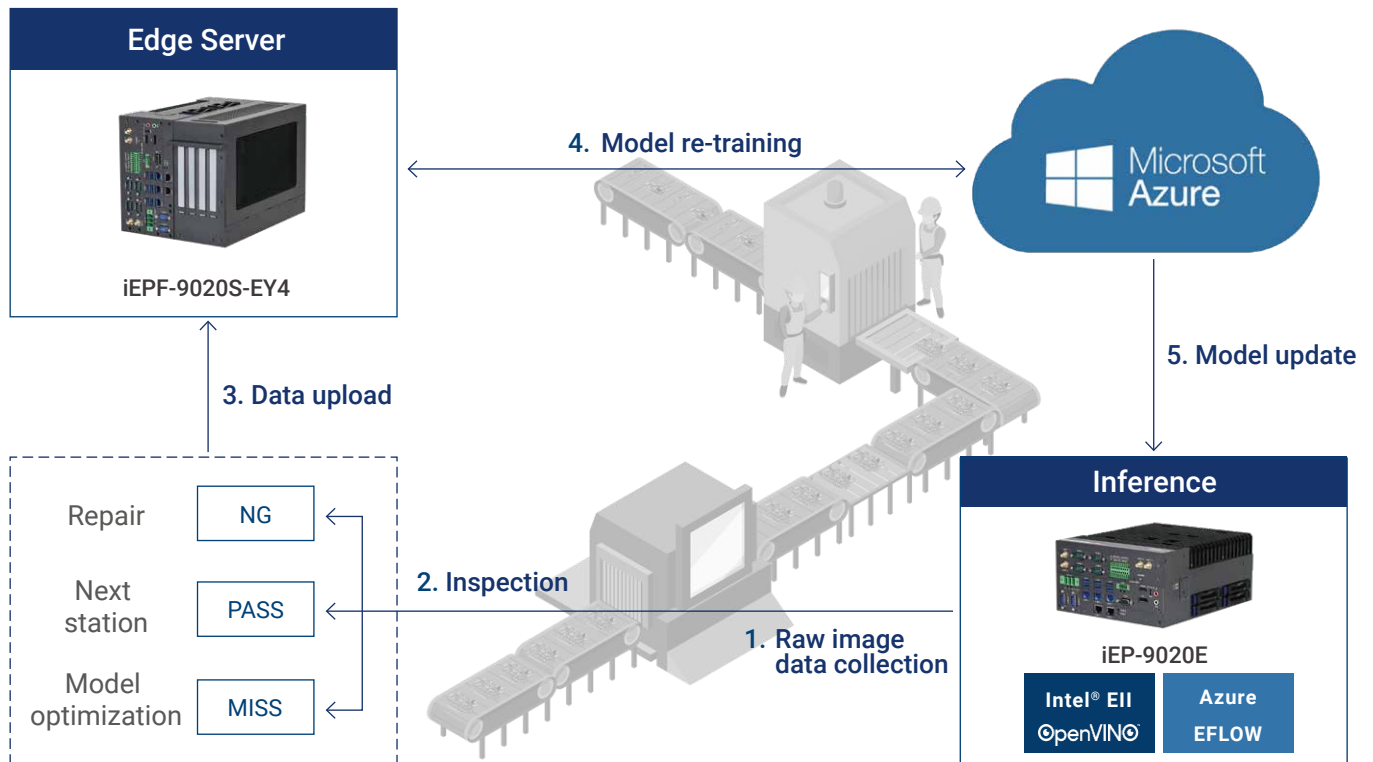 Edge Server
iEPF-9020S-EY4
4. Model re-training
Microsoft
Azure
3. Data upload
5. Model update
Repair
NG
Next
station
PASS
Model
optimization
MISS
2. Inspection
1. Raw image
data collection
Inference
iEP-9020E
Intel® EII
OpenVINO™
Azure
EFLOW